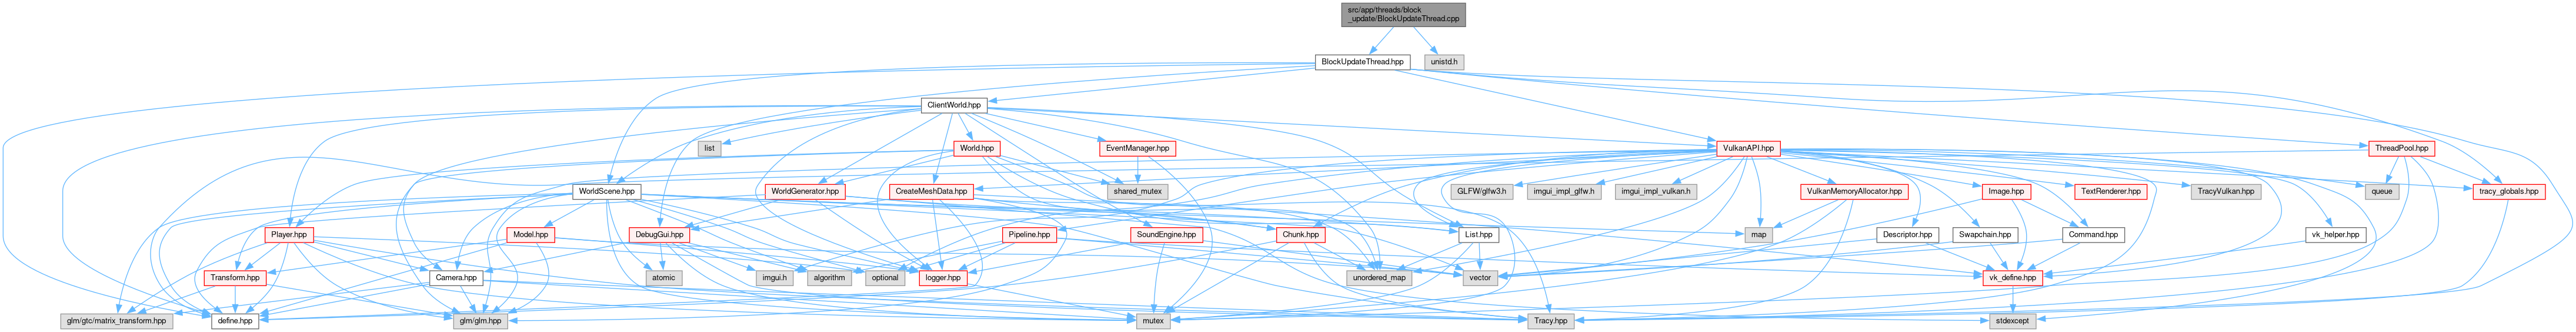 src/app/threads/block
_update/BlockUpdateThread.cpp
BlockUpdateThread.hpp
unistd.h
ClientWorld.hpp
list
World.hpp
EventManager.hpp
VulkanAPI.hpp
ThreadPool.hpp
WorldScene.hpp
WorldGenerator.hpp
CreateMeshData.hpp
shared_mutex
GLFW/glfw3.h
imgui_impl_glfw.h
imgui_impl_vulkan.h
VulkanMemoryAllocator.hpp
Image.hpp
TextRenderer.hpp
TracyVulkan.hpp
queue
tracy_globals.hpp
Player.hpp
Model.hpp
DebugGui.hpp
Pipeline.hpp
SoundEngine.hpp
Chunk.hpp
List.hpp
map
Descriptor.hpp
Swapchain.hpp
Command.hpp
vk_helper.hpp
Transform.hpp
Camera.hpp
atomic
imgui.h
algorithm
optional
logger.hpp
unordered_map
vector
vk_define.hpp
glm/gtc/matrix_transform.hpp
define.hpp
glm/glm.hpp
mutex
Tracy.hpp
stdexcept